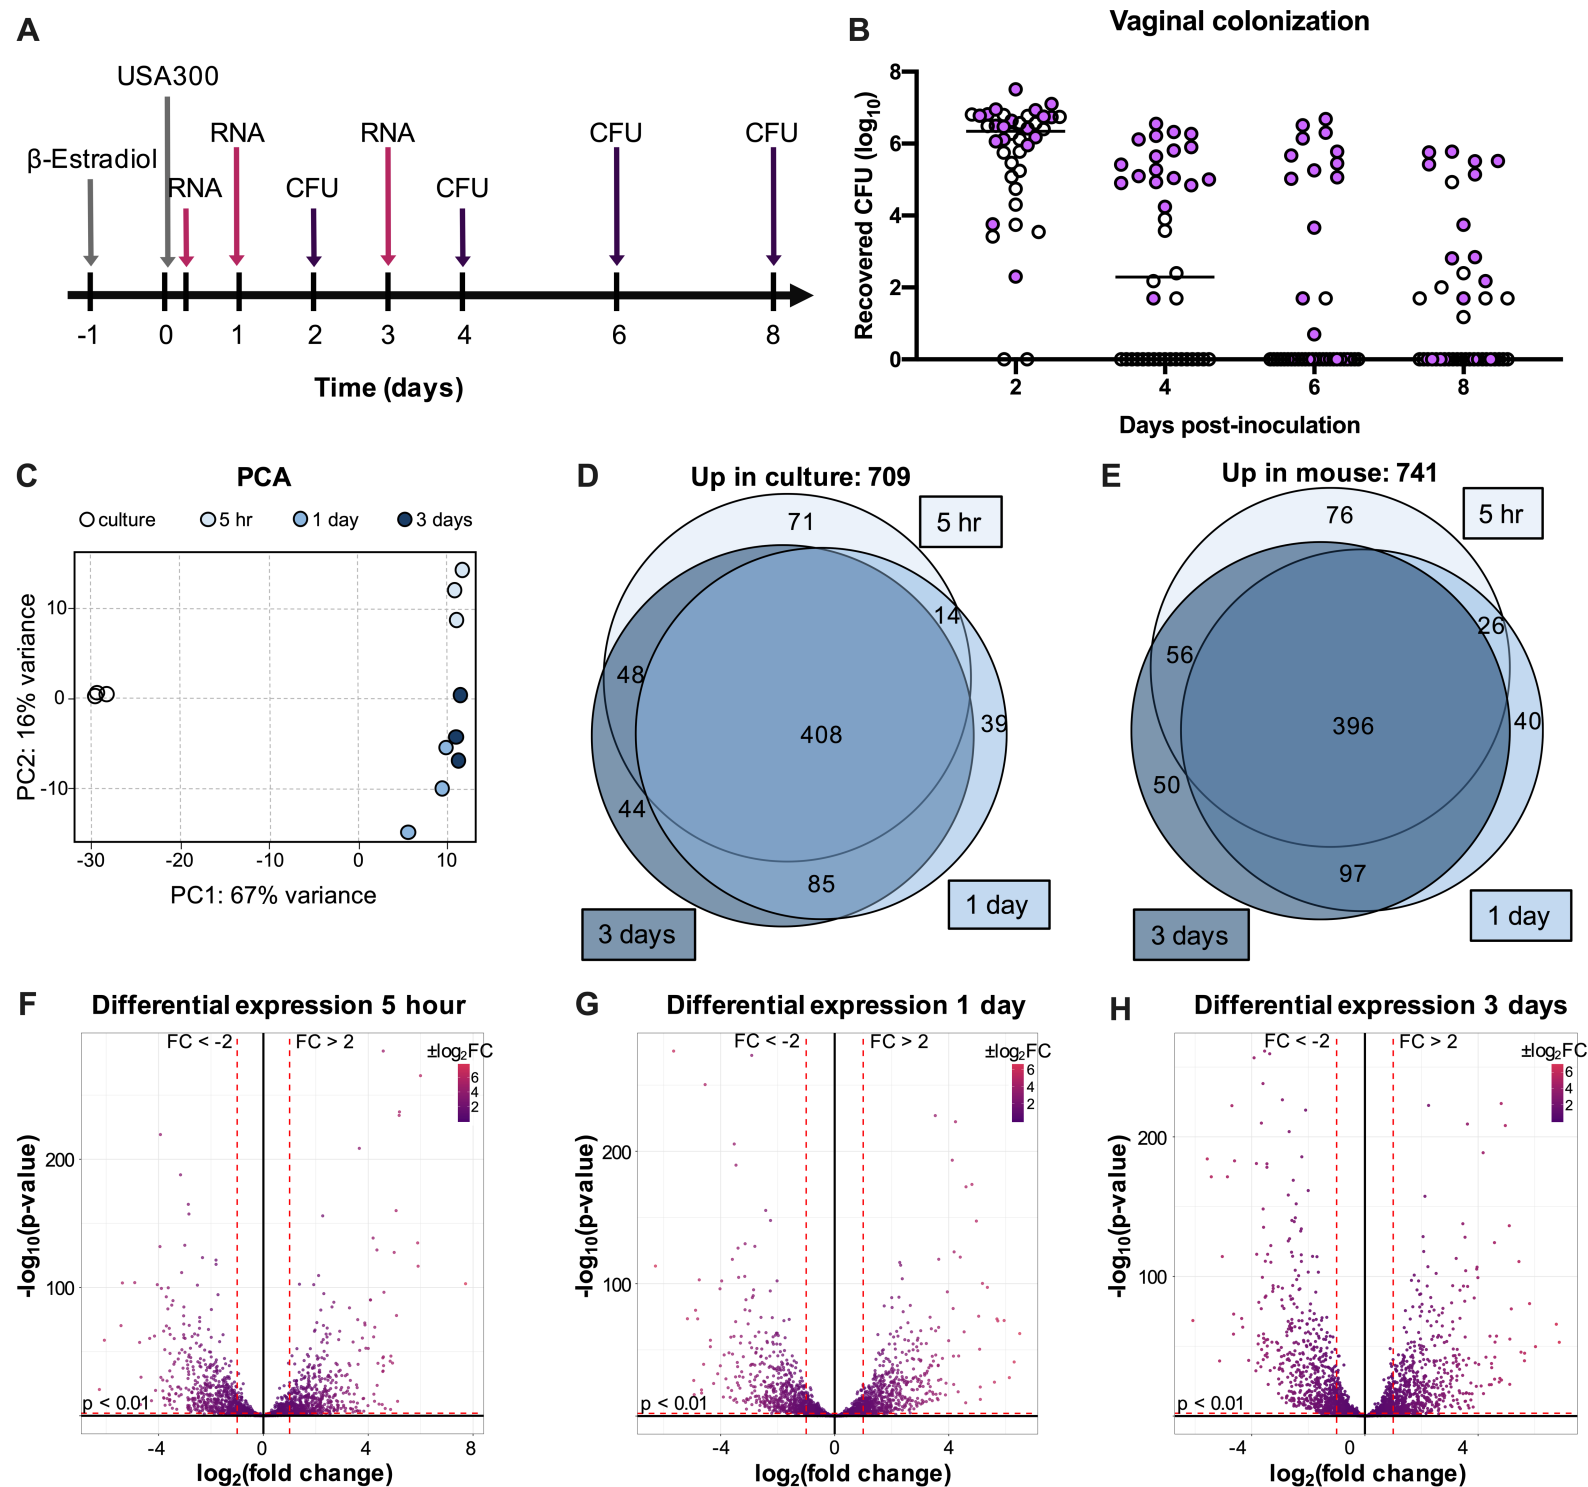 A
USA300
RNA
RNA
CFU
CFU
β-Estradiol
RNA
CFU
CFU
-1
0
1
2
3
4
6
8
Time (days)
B
Vaginal colonization
Recovered CFU (log10)
8
6
4
2
0
2
4
6
8
Days post-inoculation
C
PCA
culture
5 hr
1 day
3 days
PC2: 16% variance
10
0
-10
-30
-20
-10
0
10
PC1: 67% variance
D
Up in culture: 709
5 hr
71
14
48
39
408
44
85
1 day
3 days
E
Up in mouse: 741
5 hr
76
26
56
40
396
50
97
1 day
3 days
F
Differential expression 5 hour
FC < -2
FC > 2
±log2FC
6
4
2
-log10(p-value)
200
100
p < 0.01
-4
0
4
8
log2(fold change)
G
Differential expression 1 day
FC < -2
FC > 2
±log2FC
6
4
2
-log10(p-value)
200
100
p < 0.01
-4
0
4
log2(fold change)
H
Differential expression 3 days
FC < -2
FC > 2
±log2FC
6
4
2
-log10(p-value)
200
100
p < 0.01
-4
0
4
log2(fold change)